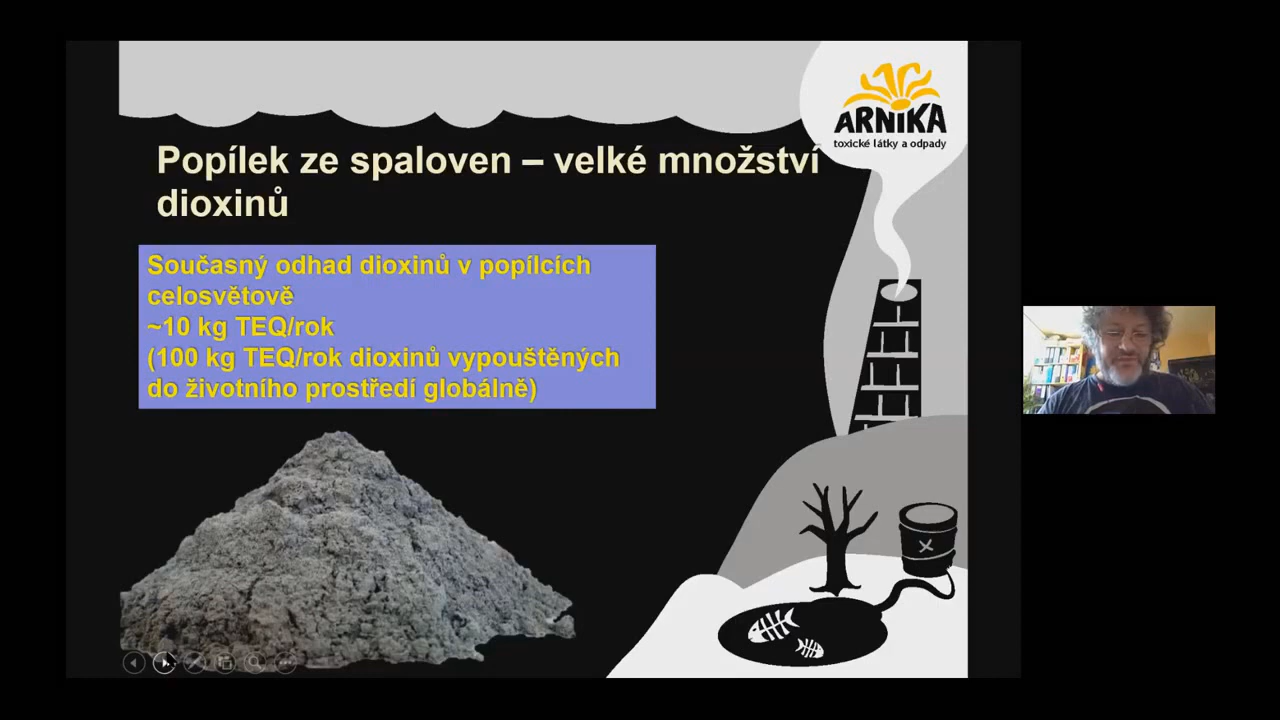 ARNIKA
toxické látky a odpady
Popílek ze spaloven – velké množství
dioxinů
Současný odhad dioxinů v popílcích
celosvětově
~10 kg TEQ/rok
(100 kg TEQ/rok dioxinů vypouštěných
do životního prostředí globálně)